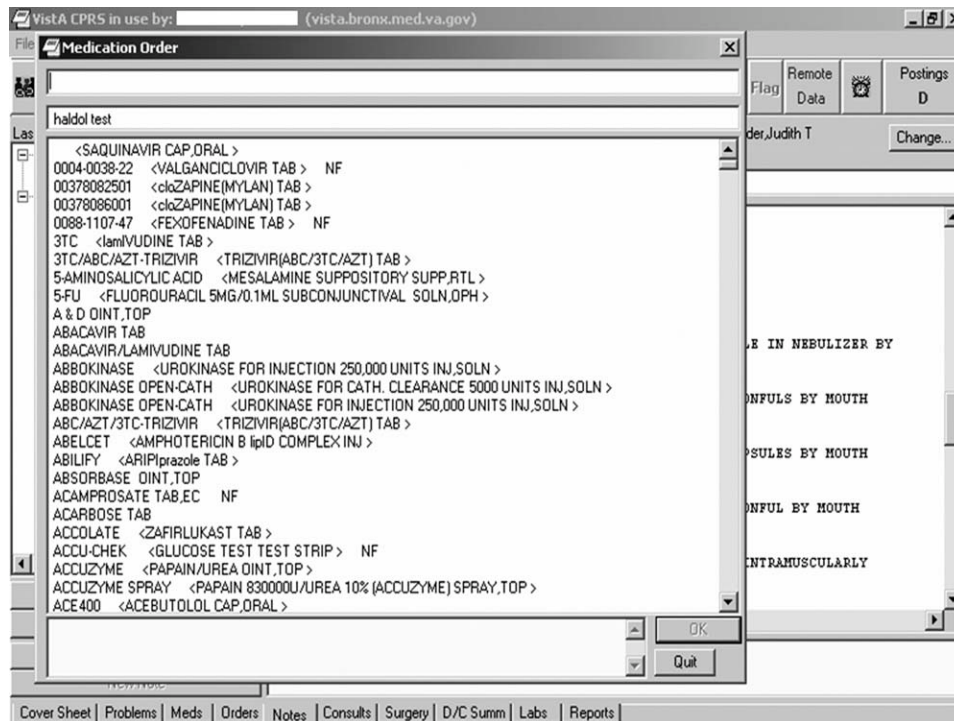 VistA CPRS in use by: (vista.bronx.med.va.gov)
File
Medication Order
Flag
Remote Data
Postings D
haldol test
Las
der,Judith T
Change...
<SAQUINAVIR CAP,ORAL >
0004-0038-22 <VALGANCICLOVIR TAB > NF
00378082501 <cloZAPINE(MYLAN) TAB >
00378086001 <cloZAPINE(MYLAN) TAB >
0088-1107-47 <FEXOFENADINE TAB > NF
3TC <lamIVUDINE TAB >
3TC/ABC/AZT-TRIZIVIR <TRIZIVIR(ABC/3TC/AZT) TAB >
5-AMINOSALICYLIC ACID <MESALAMINE SUPPOSITORY SUPP,RTL >
5-FU <FLUOROURACIL 5MG/0.1ML SUBCONJUNCTIVAL SOLN,OPH >
A & D OINT,TOP
ABACAVIR TAB
ABACAVIR/LAMIVUDINE TAB
ABBOKINASE <UROKINASE FOR INJECTION 250,000 UNITS INJ,SOLN >
ABBOKINASE OPEN-CATH <UROKINASE FOR CATH. CLEARANCE 5000 UNITS INJ,SOLN >
ABBOKINASE OPEN-CATH <UROKINASE FOR INJECTION 250,000 UNITS INJ,SOLN >
ABC/AZT/3TC-TRIZIVIR <TRIZIVIR(ABC/3TC/AZT) TAB >
ABELCET <AMPHOTERICIN B lipID COMPLEX INJ >
ABILIFY <ARIPIprazole TAB >
ABSORBASE OINT,TOP
ACAMPROSATE TAB,EC NF
ACARBOSE TAB
ACCOLATE <ZAFIRLUKAST TAB >
ACCU-CHEK <GLUCOSE TEST TEST STRIP > NF
ACCUZYME <PAPAIN/UREA OINT,TOP >
ACCUZYME SPRAY <PAPAIN 830000U/UREA 10% (ACCUZYME) SPRAY,TOP >
ACE400 <ACEBUTOLOL CAP,ORAL >
LE IN NEBULIZER BY
ONFULS BY MOUTH
PSULES BY MOUTH
ONFUL BY MOUTH
INTRAMUSCULARLY
OK
Quit
New Note
Cover Sheet Problems Meds Orders Notes Consults Surgery D/C Summ Labs Reports